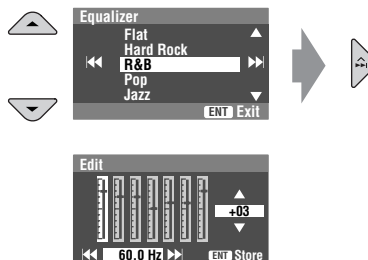 Equalizer
Flat
Hard Rock
R&B
Pop
Jazz
ENT Exit
Edit
+03
60.0 Hz
ENT Store